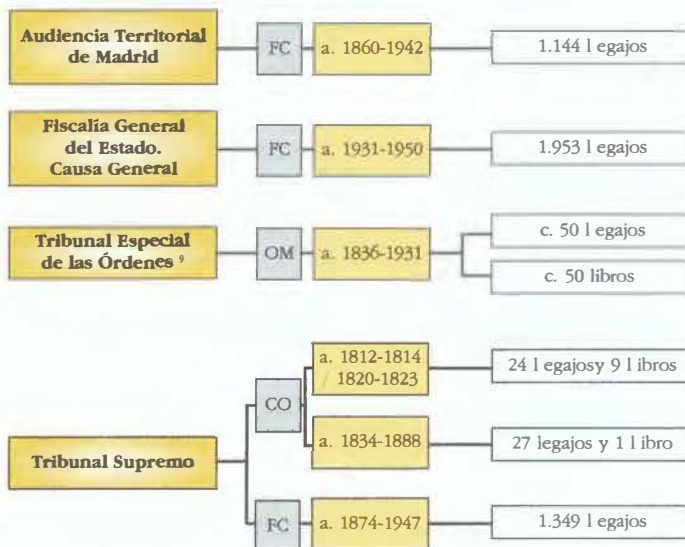 Audiencia Territorial
de Madrid
FC
a. 1860-1942
1.144 l egajos
Fiscalía General
del Estado.
Causa General
FC
a. 1931-1950
1.953 l egajos
Tribunal Especial
de las Órdenes ⁹
OM
a. 1836-1931
c. 50 l egajos
c. 50 libros
Tribunal Supremo
CO
a. 1812-1814
/ 1820-1823
24 l egajosy 9 l ibros
a. 1834-1888
27 legajos y 1 l ibro
FC
a. 1874-1947
1.349 l egajos